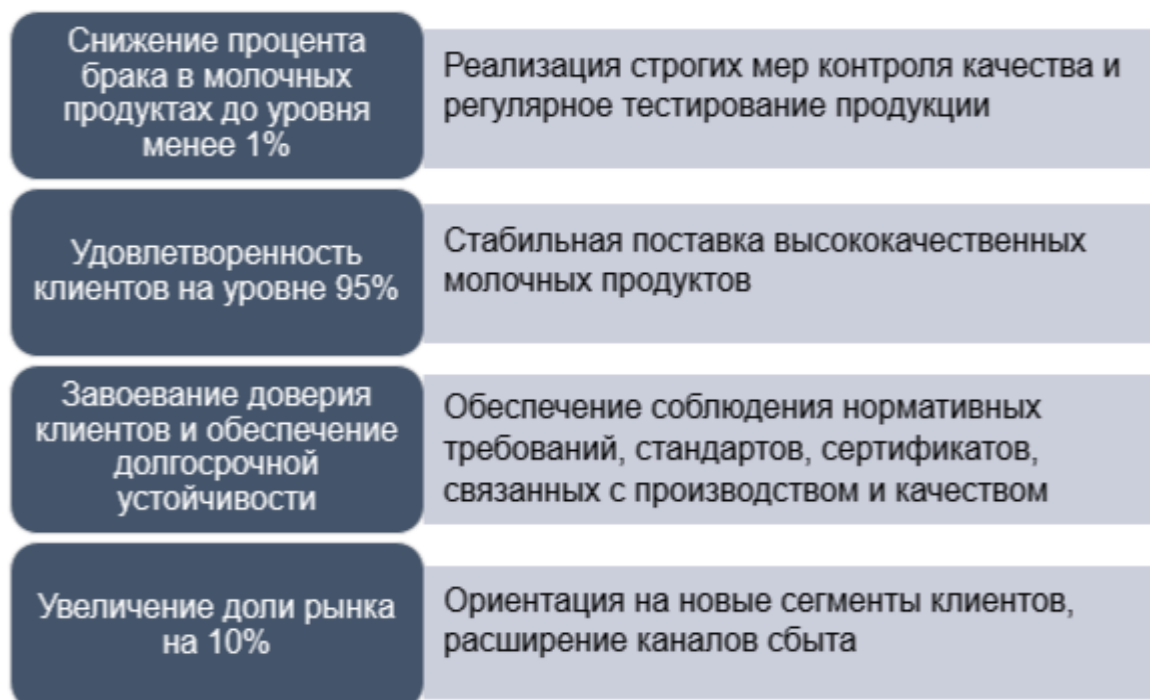 Снижение процента
брака в молочных
продуктах до уровня
менее 1%
Реализация строгих мер контроля качества и
регулярное тестирование продукции
Удовлетворенность
клиентов на уровне 95%
Стабильная поставка высококачественных
молочных продуктов
Завоевание доверия
клиентов и обеспечение
долгосрочной
устойчивости
Обеспечение соблюдения нормативных
требований, стандартов, сертификатов,
связанных с производством и качеством
Увеличение доли рынка
на 10%
Ориентация на новые сегменты клиентов,
расширение каналов сбыта